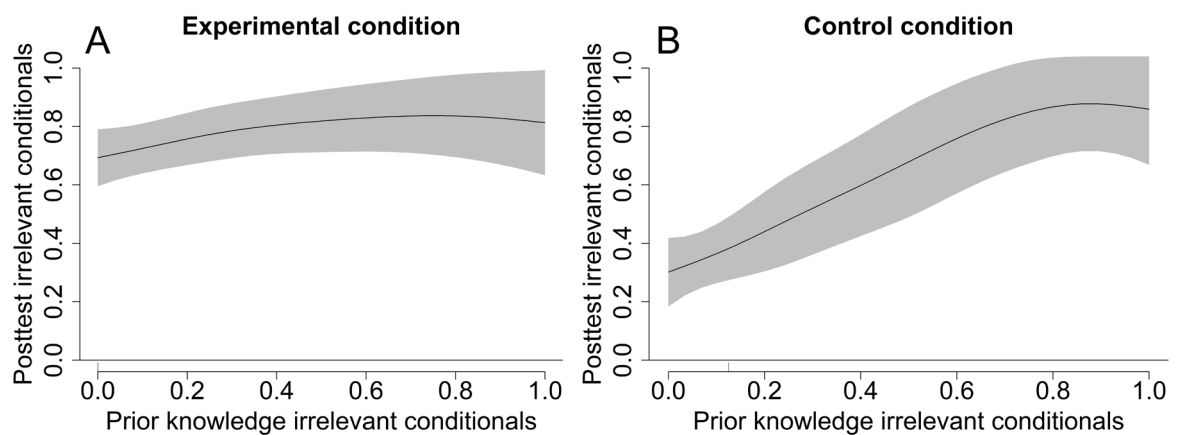 A
Experimental condition
Posttest irrelevant conditionals
1.0
0.8
0.6
0.4
0.2
0.0
0.0 0.2 0.4 0.6 0.8 1.0
Prior knowledge irrelevant conditionals
B
Control condition
Posttest irrelevant conditionals
1.0
0.8
0.6
0.4
0.2
0.0
0.0 0.2 0.4 0.6 0.8 1.0
Prior knowledge irrelevant conditionals